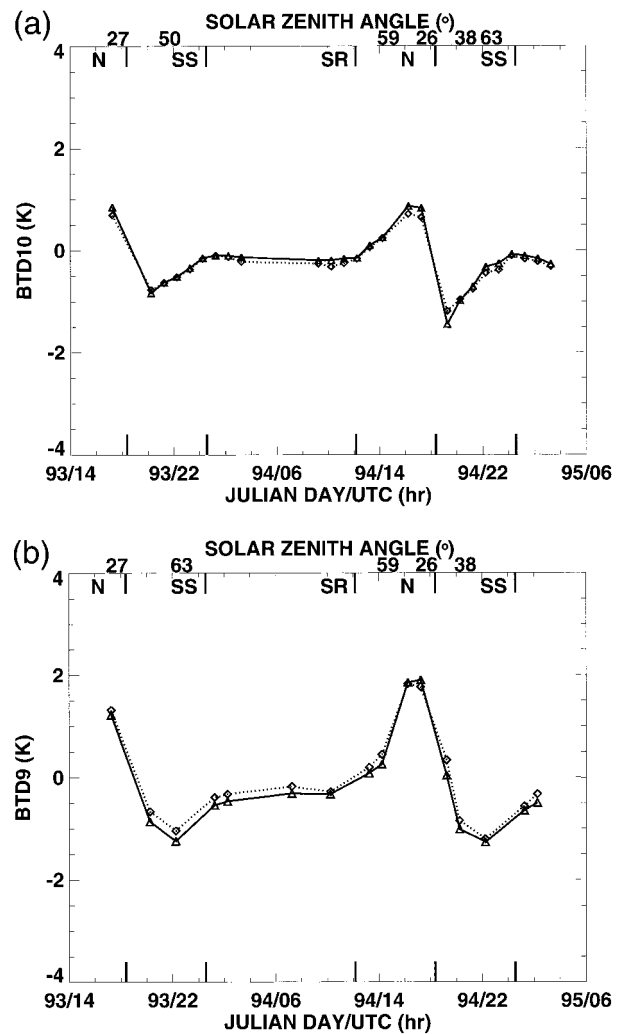 (a)
SOLAR ZENITH ANGLE (º)
27 50 59 26 38 63
N SS SR N SS
4
2
0
-2
-4
BTD10 (K)
93/14 93/22 94/06 94/14 94/22 95/06
JULIAN DAY/UTC (hr)
(b)
SOLAR ZENITH ANGLE (º)
27 63 59 26 38
N SS SR N SS
4
2
0
-2
-4
BTD9 (K)
93/14 93/22 94/06 94/14 94/22 95/06
JULIAN DAY/UTC (hr)